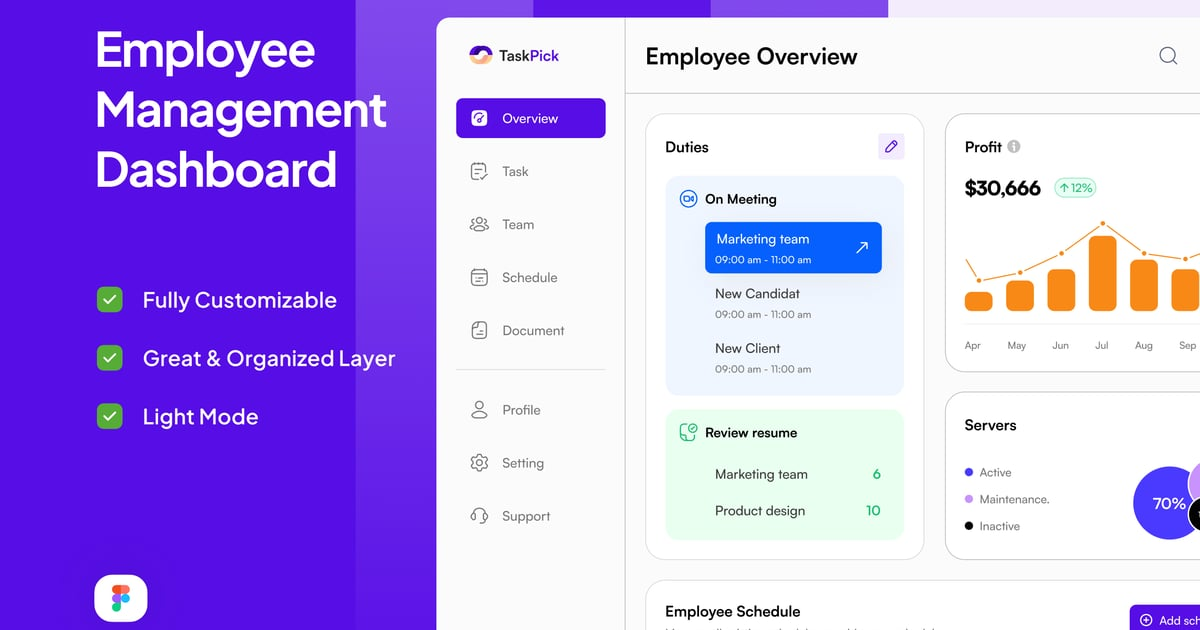 Employee
Management
Dashboard
Fully Customizable
Great & Organized Layer
Light Mode
TaskPick
Overview
Task
Team
Schedule
Document
Profile
Setting
Support
Employee Overview
Duties
On Meeting
Marketing team
09:00 am - 11:00 am
New Candidat
09:00 am - 11:00 am
New Client
09:00 am - 11:00 am
Review resume
Marketing team 6
Product design 10
Profit
$30,666 12%
Apr May Jun Jul Aug Sep
Servers
Active
Maintenance.
Inactive
70%
Employee Schedule
Add